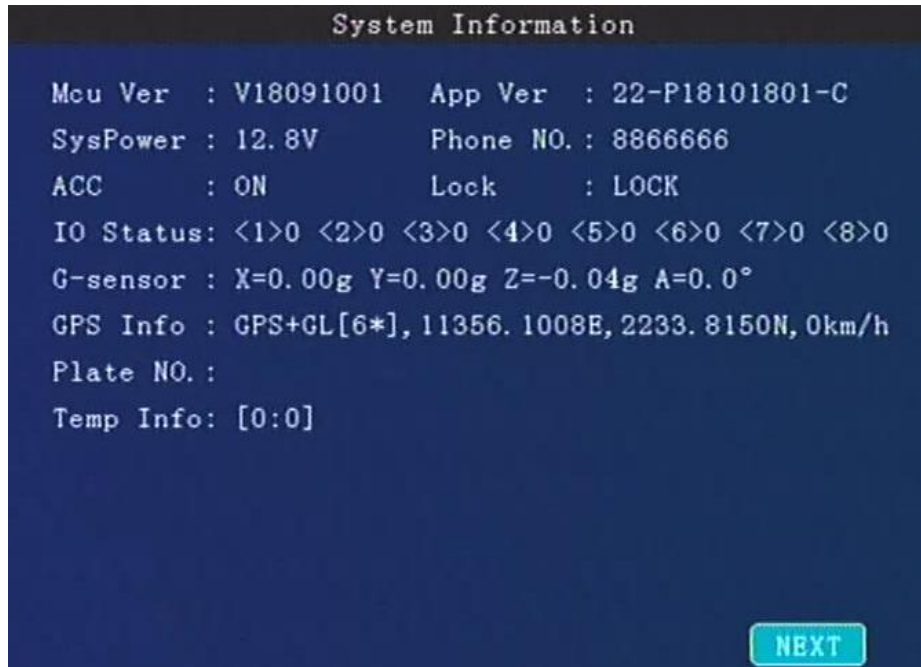 System Information
Mcu Ver : V18091001 App Ver : 22-P18101801-C
SysPower : 12.8V Phone NO. : 8866666
ACC : ON Lock : LOCK
IO Status: <1>0 <2>0 <3>0 <4>0 <5>0 <6>0 <7>0 <8>0
G-sensor : X=0.00g Y=0.00g Z=-0.04g A=0.0°
GPS Info : GPS+GL[6*],11356.1008E,2233.8150N,0km/h
Plate NO. :
Temp Info: [0:0]
NEXT